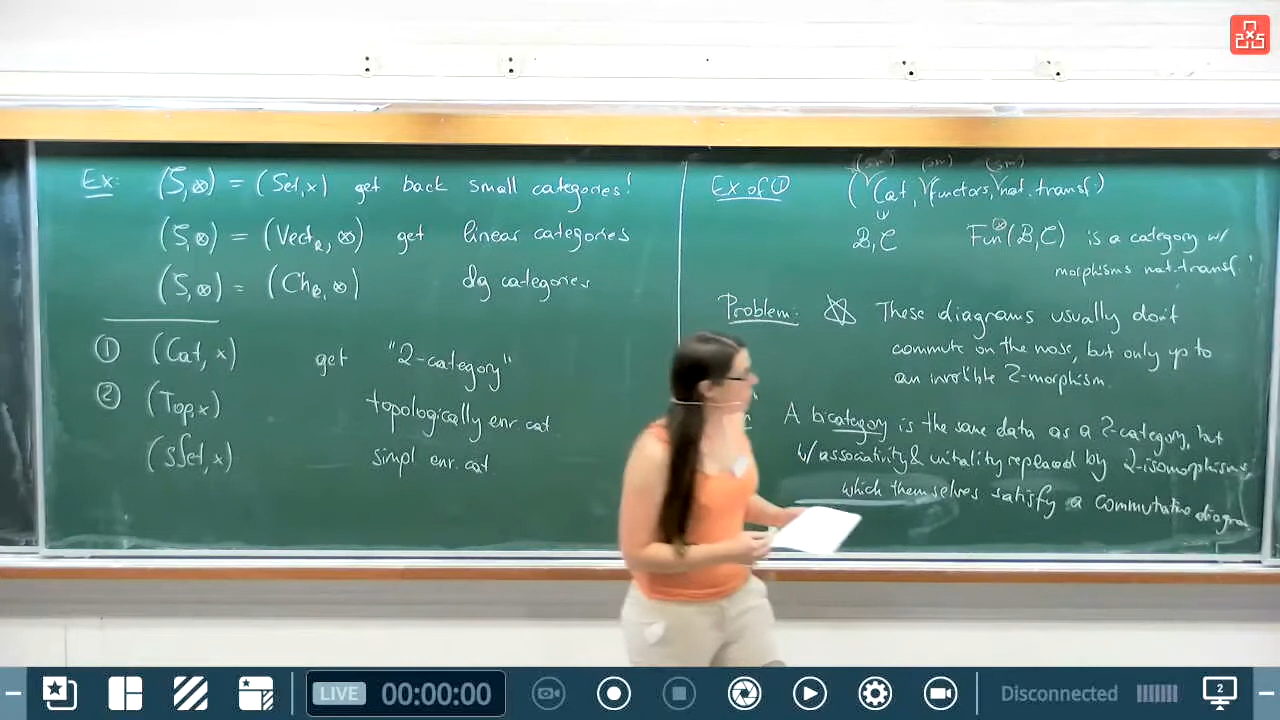 Ex: (S,⊗) = (Set,×) get back small categories!
(S,⊗) = (Vect_k,⊗) get linear categories
(S,⊗) = (Ch_k,⊗) dg categories
① (Cat, ×) get "2-category"
② (Top,×) topologically enr. cat
(sSet,×) simpl. enr. cat.
Ex of ① (Cat, functors, nat. transf.)
(sm) (sm) (sm)
B, C Fun^⊗(B,C) is a category w/
morphisms nat. transf.
Problem: These diagrams usually don't
commute on the nose, but only up to
an invertible 2-morphism.
A bicategory is the same data as a 2-category, but
w/ associativity & unitality replaced by 2-isomorphisms,
which themselves satisfy a commutative diagram
LIVE 00:00:00 Disconnected 2